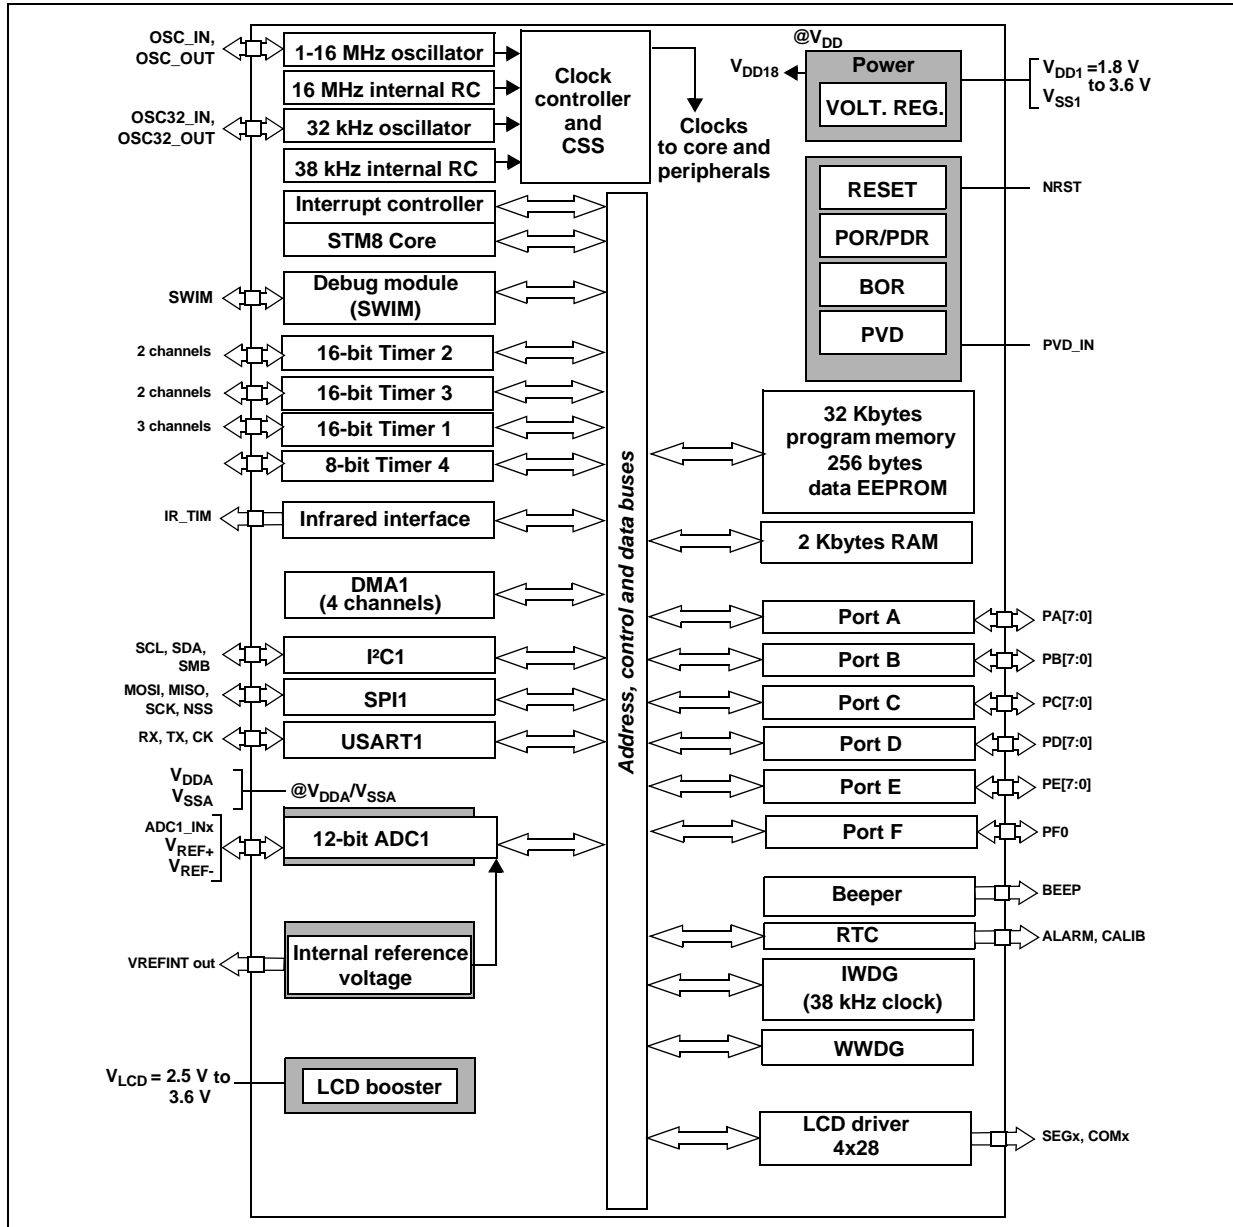 OSC_IN,
OSC_OUT
1-16 MHz oscillator
16 MHz internal RC
OSC32_IN,
OSC32_OUT
32 kHz oscillator
38 kHz internal RC
Clock
controller
and
CSS
Clocks
to core and
peripherals
@VDD
VDD18
Power
VOLT. REG.
VDD1 =1.8 V
to 3.6 V
VSS1
RESET
NRST
POR/PDR
BOR
PVD
PVD_IN
Interrupt controller
STM8 Core
SWIM
Debug module
(SWIM)
2 channels
16-bit Timer 2
2 channels
16-bit Timer 3
3 channels
16-bit Timer 1
8-bit Timer 4
IR_TIM
Infrared interface
DMA1
(4 channels)
SCL, SDA,
SMB
I²C1
MOSI, MISO,
SCK, NSS
SPI1
RX, TX, CK
USART1
VDDA
VSSA
@VDDA/VSSA
ADC1_INx
VREF+
VREF-
12-bit ADC1
VREFINT out
Internal reference
voltage
VLCD = 2.5 V to
3.6 V
LCD booster
Address, control and data buses
32 Kbytes
program memory
256 bytes
data EEPROM
2 Kbytes RAM
Port A
PA[7:0]
Port B
PB[7:0]
Port C
PC[7:0]
Port D
PD[7:0]
Port E
PE[7:0]
Port F
PF0
Beeper
BEEP
RTC
ALARM, CALIB
IWDG
(38 kHz clock)
WWDG
LCD driver
4x28
SEGx, COMx